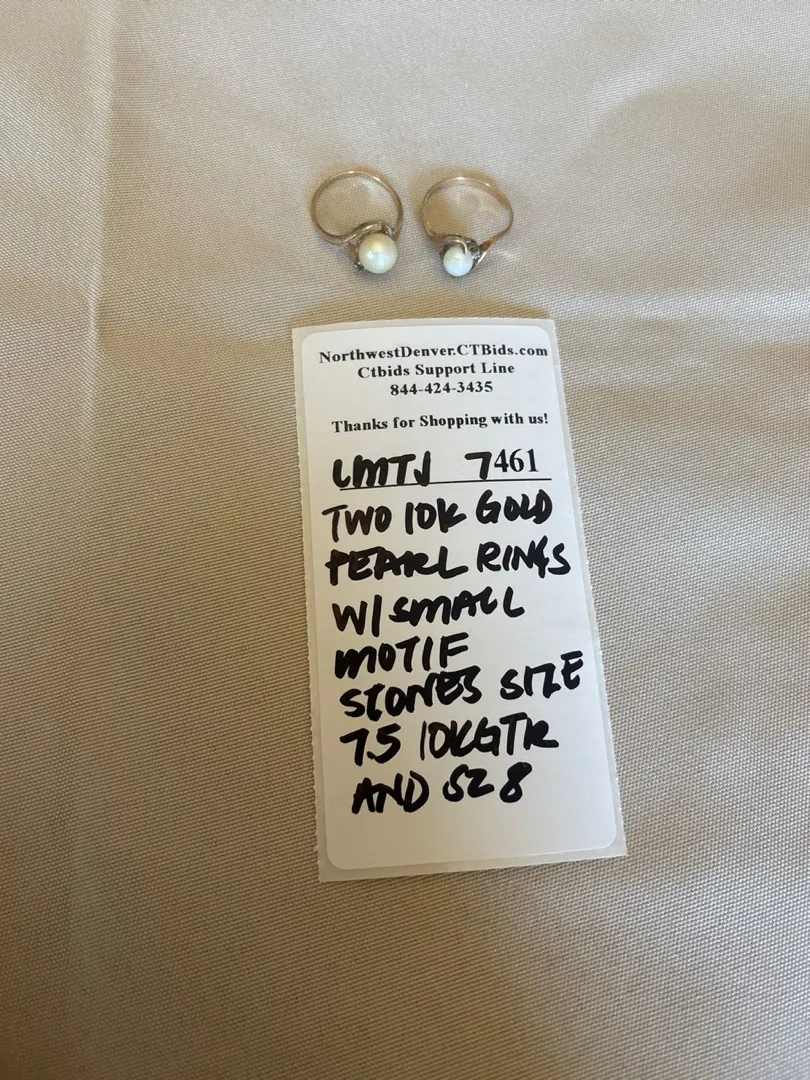 NorthwestDenver.CTBids.com
Ctbids Support Line
844-424-3435
Thanks for Shopping with us!
LMTJ 7461
TWO 10K GOLD
PEARL RINGS
W/SMALL
MOTIF
STONES SIZE
7.5 10KGTR
AND SZ 8